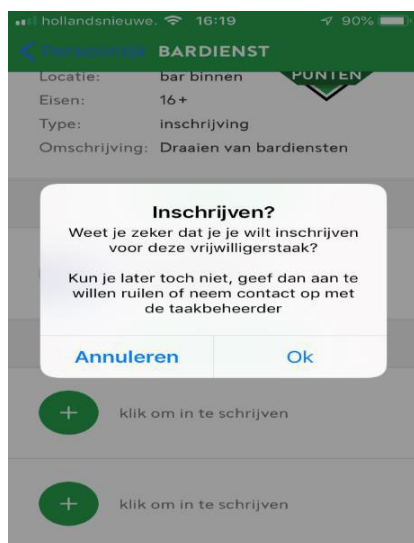 hollandsnieuwe. 16:19 90%
Persoonlijk BARDIENST
Locatie: bar binnen PUNTEN
Eisen: 16+
Type: inschrijving
Omschrijving: Draaien van bardiensten
Inschrijven?
Weet je zeker dat je je wilt inschrijven
voor deze vrijwilligerstaak?
Kun je later toch niet, geef dan aan te
willen ruilen of neem contact op met
de taakbeheerder
Annuleren Ok
+ klik om in te schrijven
+ klik om in te schrijven